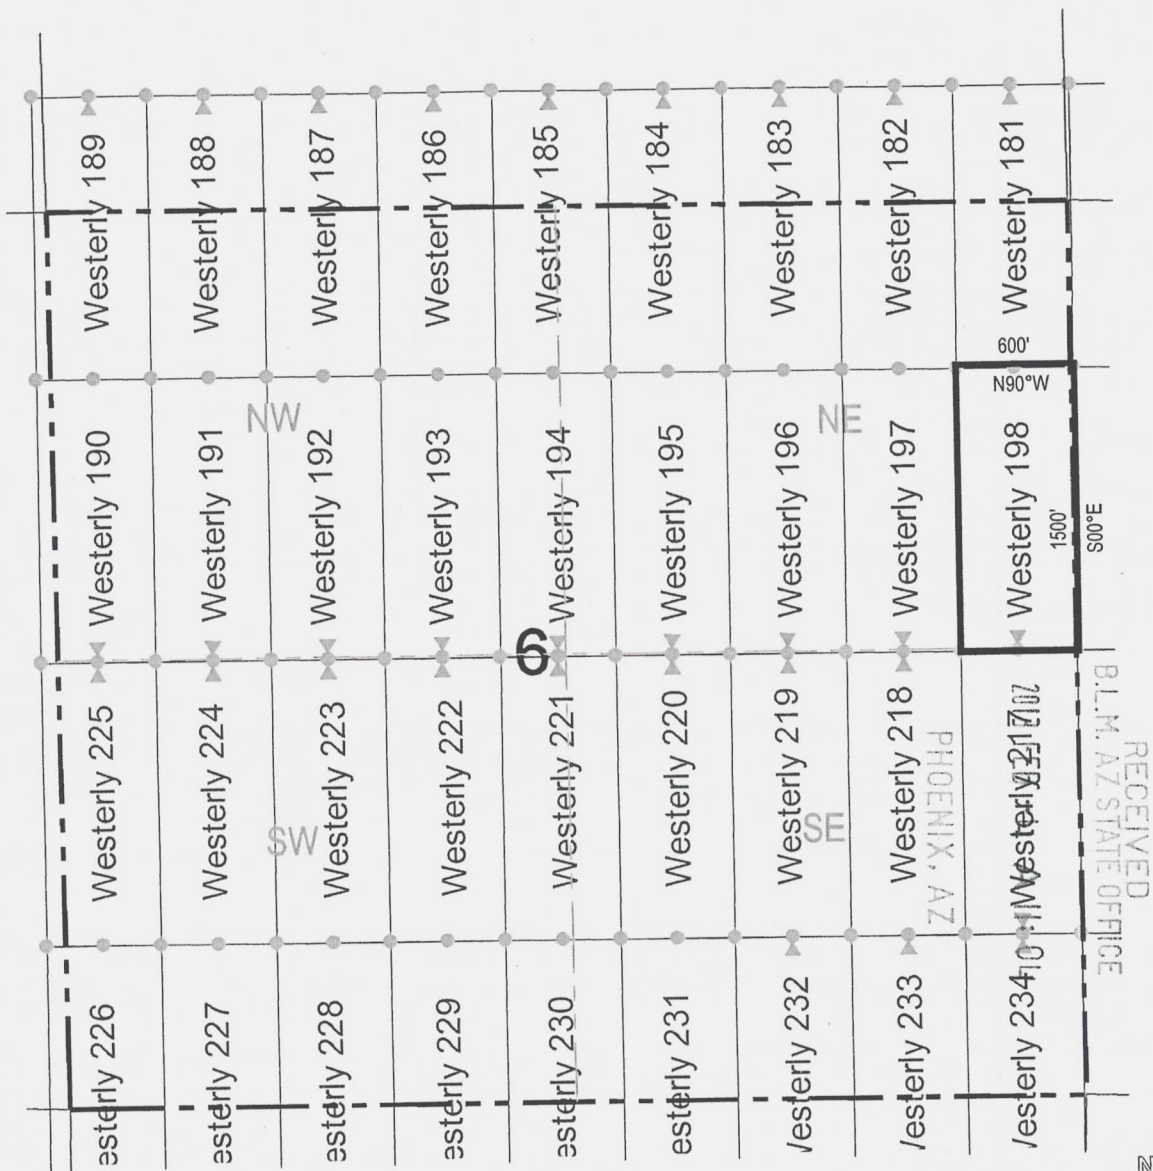 Westerly 189
Westerly 188
Westerly 187
Westerly 186
Westerly 185
Westerly 184
Westerly 183
Westerly 182
Westerly 181
600'
N90°W
NW
NE
Westerly 190
Westerly 191
Westerly 192
Westerly 193
Westerly 194
Westerly 195
Westerly 196
Westerly 197
Westerly 198
1500'
S00°E
6
Westerly 225
Westerly 224
Westerly 223
Westerly 222
Westerly 221
Westerly 220
Westerly 219
Westerly 218
Westerly 217
SW
SE
RECEIVED
B.L.M. AZ STATE OFFICE
PHOENIX, AZ
esterly 226
esterly 227
esterly 228
esterly 229
esterly 230
esterly 231
Westerly 232
Westerly 233
Westerly 234